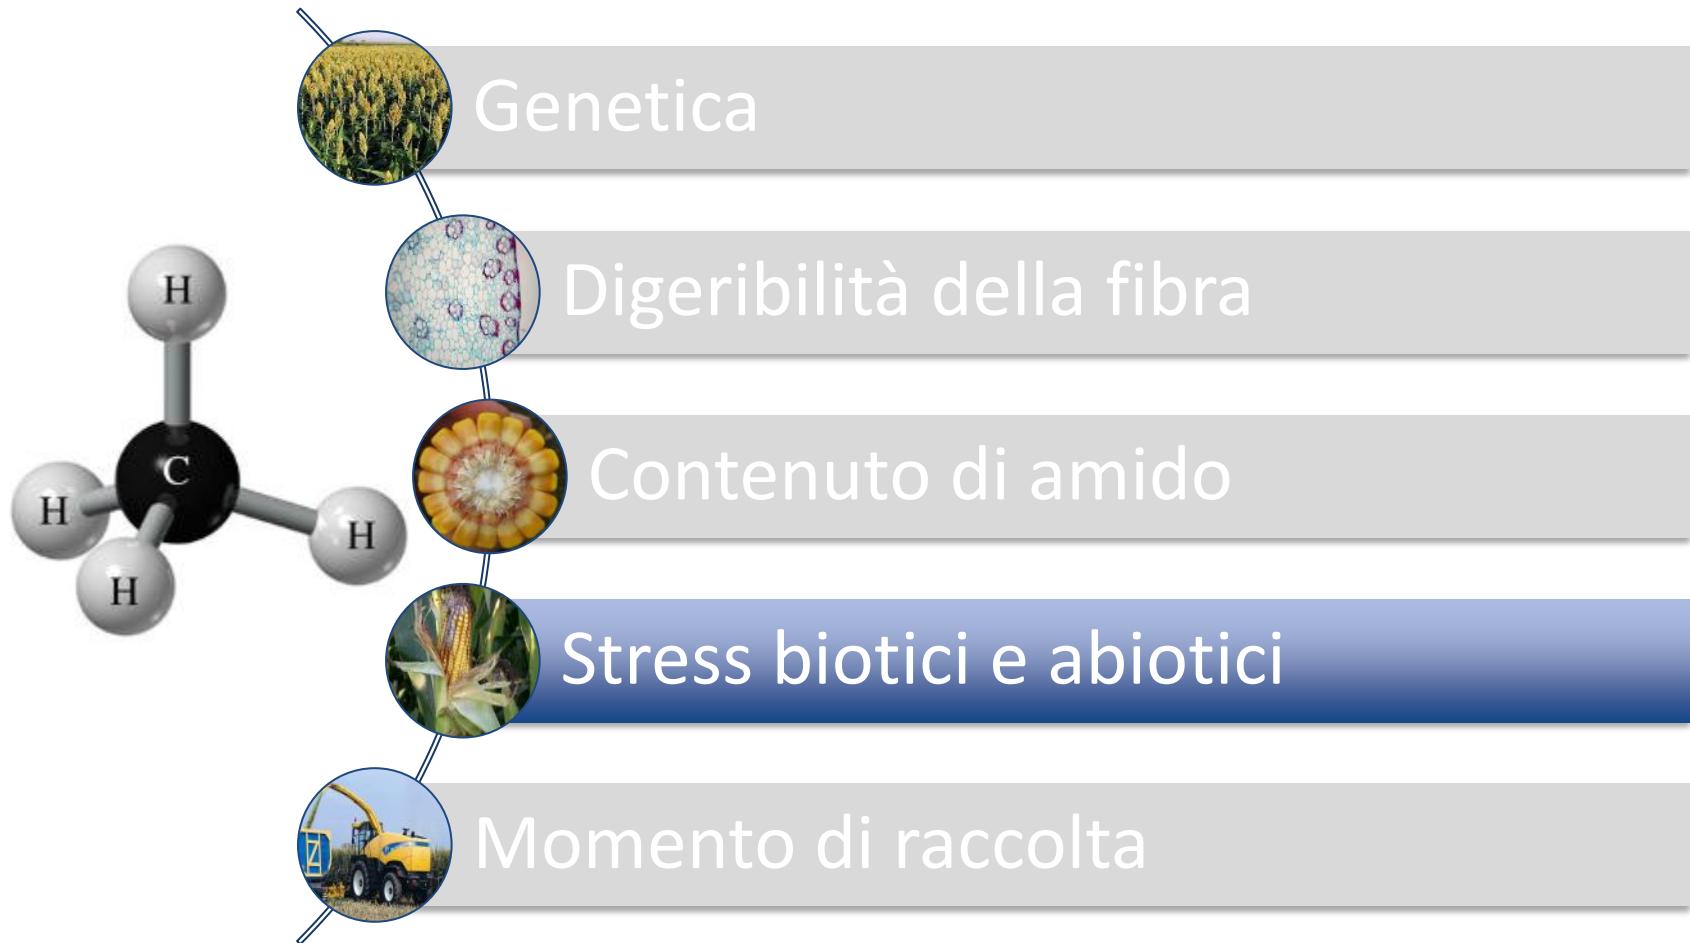 Genetica
Digeribilità della fibra
H
Contenuto di amido
C
H
H
H
Stress biotici e abiotici
Momento di raccolta